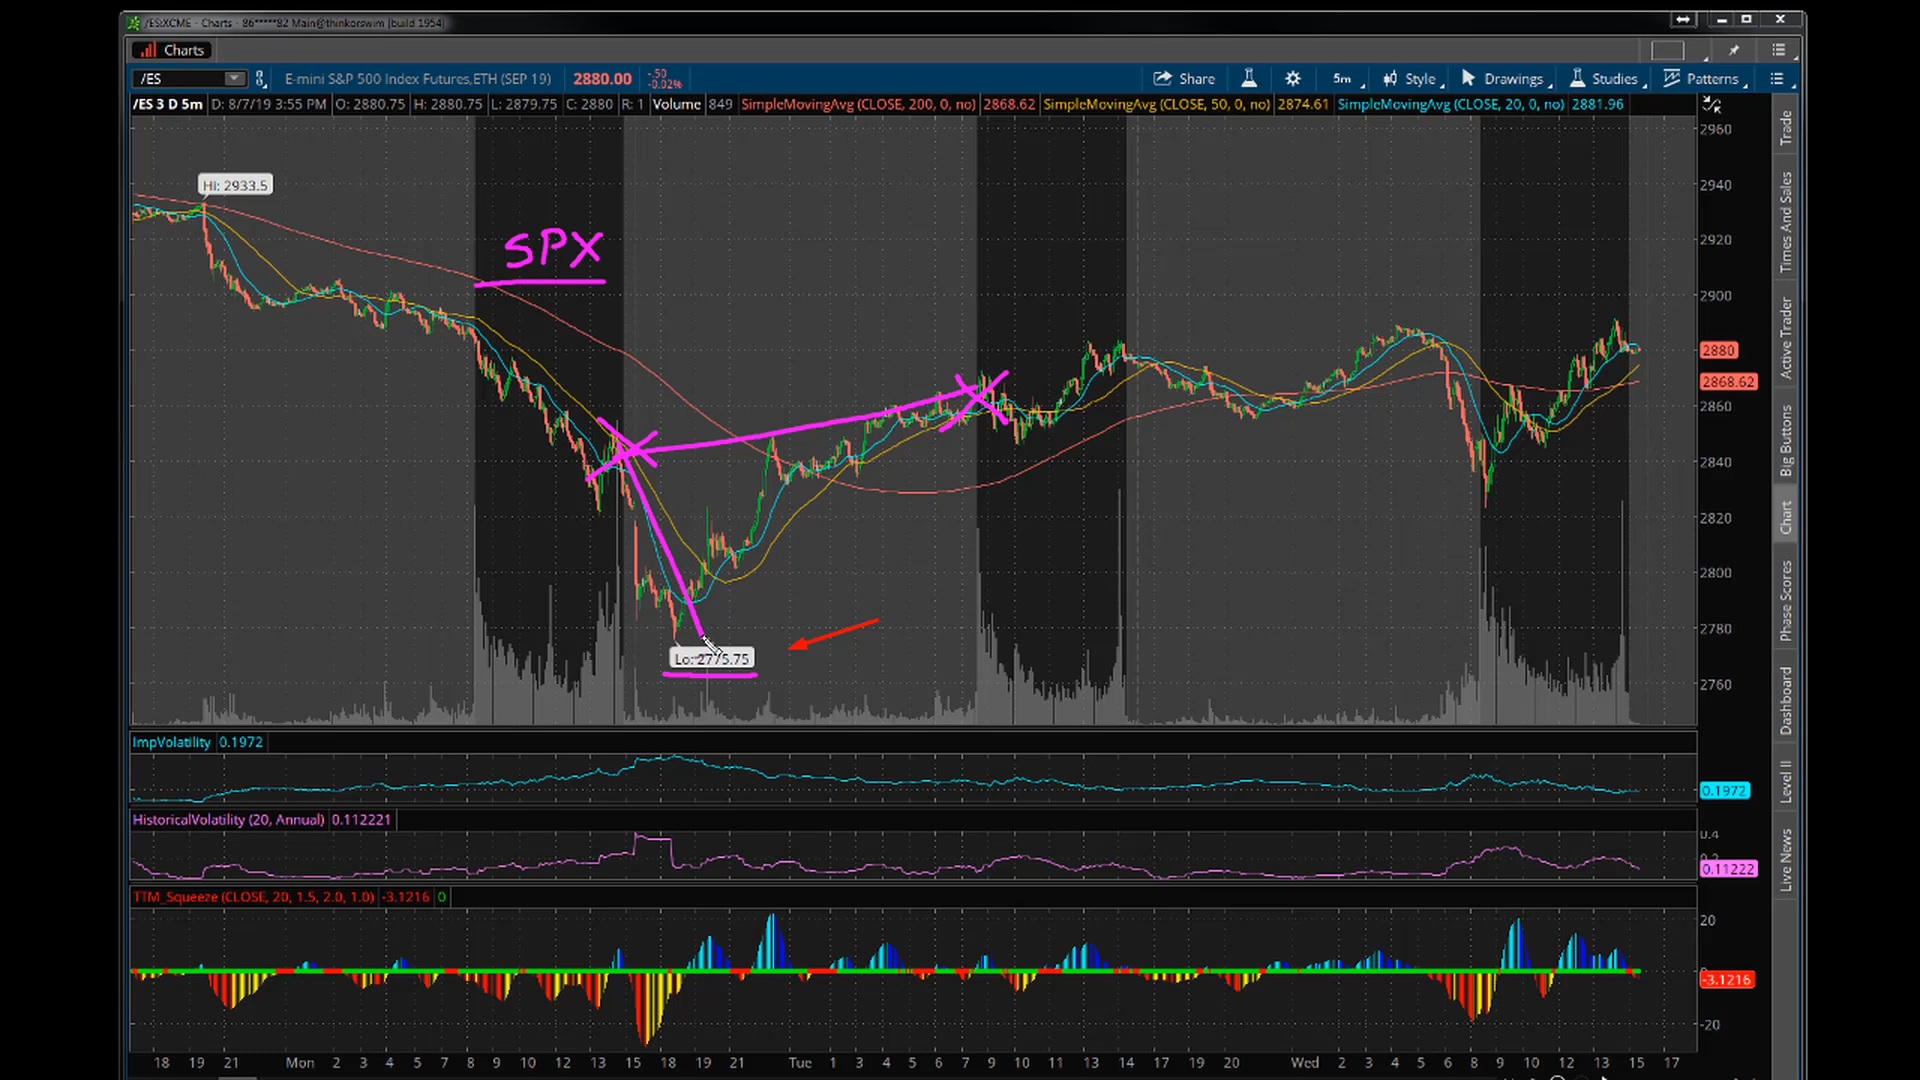 /ES:XCME - Charts - 86*****82 Main@thinkorswim [build 1954]
Charts
/ES E-mini S&P 500 Index Futures,ETH (SEP 19) 2880.00 -.50 -0.02% Share 5m Style Drawings Studies Patterns
/ES 3 D 5m D: 8/7/19 3:55 PM O: 2880.75 H: 2880.75 L: 2879.75 C: 2880 R: 1 Volume 849 SimpleMovingAvg (CLOSE, 200, 0, no) 2868.62 SimpleMovingAvg (CLOSE, 50, 0, no) 2874.61 SimpleMovingAvg (CLOSE, 20, 0, no) 2881.96
Hi: 2933.5
SPX
Lo: 2775.75
2960
2940
2920
2900
2880
2868.62
2860
2840
2820
2800
2780
2760
ImpVolatility 0.1972
0.1972
HistoricalVolatility (20, Annual) 0.112221
0.4
0.11222
TTM_Squeeze (CLOSE, 20, 1.5, 2.0, 1.0) -3.1216 0
20
-3.1216
-20
18 19 21 Mon 2 3 4 6 7 8 9 10 12 13 15 18 19 21 Tue 1 3 4 5 6 7 9 10 11 13 14 17 19 20 Wed 2 3 4 5 6 8 9 10 12 13 15 17
Trade
Times And Sales
Active Trader
Big Buttons
Chart
Phase Scores
Dashboard
Level II
Live News